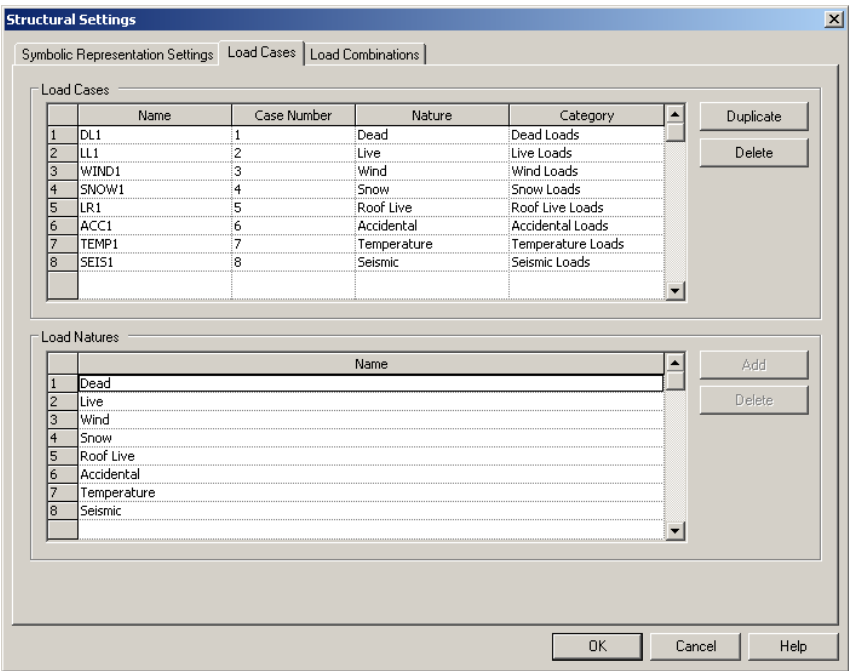 Structural Settings
Symbolic Representation Settings Load Cases Load Combinations
Load Cases
Name Case Number Nature Category
1 DL1 1 Dead Dead Loads
2 LL1 2 Live Live Loads
3 WIND1 3 Wind Wind Loads
4 SNOW1 4 Snow Snow Loads
5 LR1 5 Roof Live Roof Live Loads
6 ACC1 6 Accidental Accidental Loads
7 TEMP1 7 Temperature Temperature Loads
8 SEIS1 8 Seismic Seismic Loads
Duplicate
Delete
Load Natures
Name
1 Dead
2 Live
3 Wind
4 Snow
5 Roof Live
6 Accidental
7 Temperature
8 Seismic
Add
Delete
OK Cancel Help